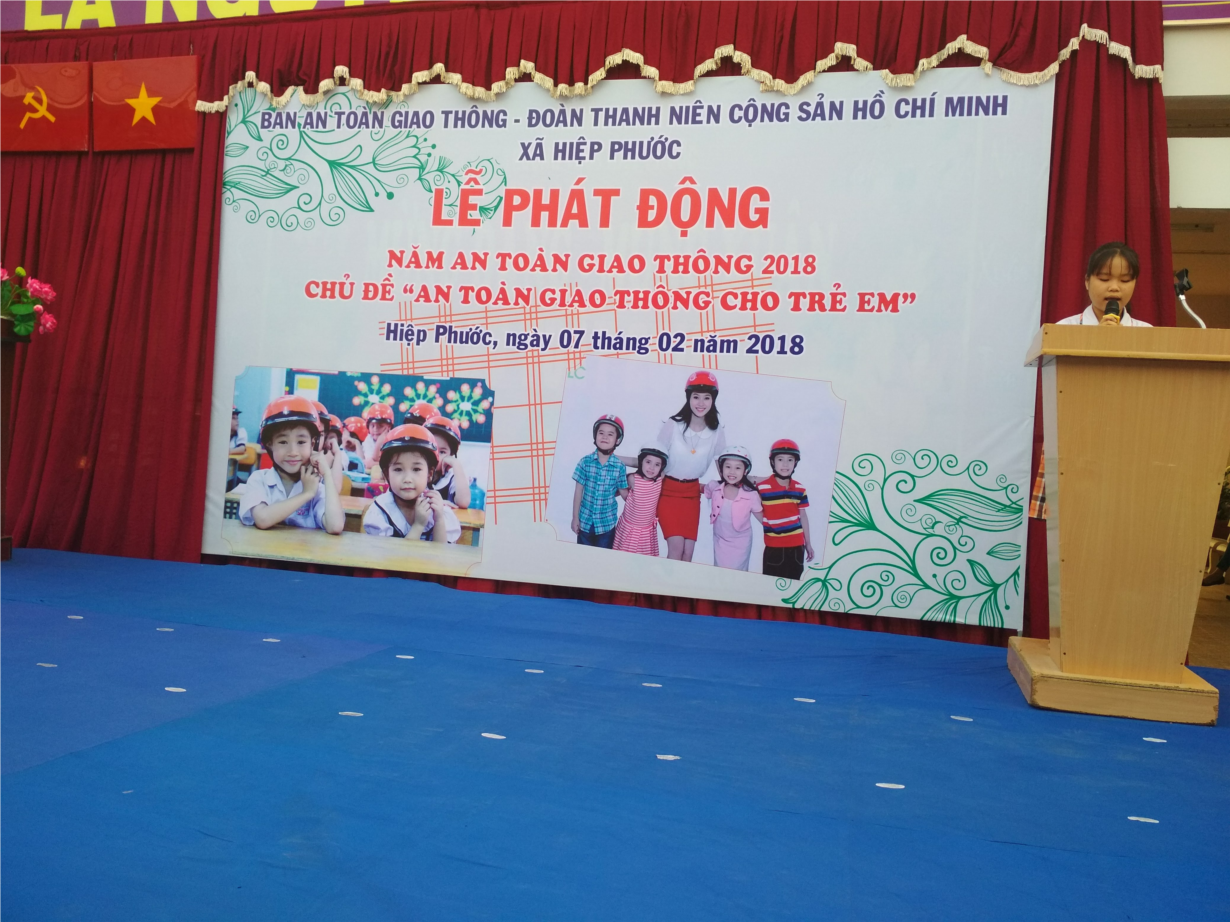 LÀ NGUY
BAN AN TOÀN GIAO THÔNG - ĐOÀN THANH NIÊN CỘNG SẢN HỒ CHÍ MINH
XÃ HIỆP PHƯỚC
LỄ PHÁT ĐỘNG
NĂM AN TOÀN GIAO THÔNG 2018
CHỦ ĐỀ “AN TOÀN GIAO THÔNG CHO TRẺ EM”
Hiệp Phước, ngày 07 tháng 02 năm 2018